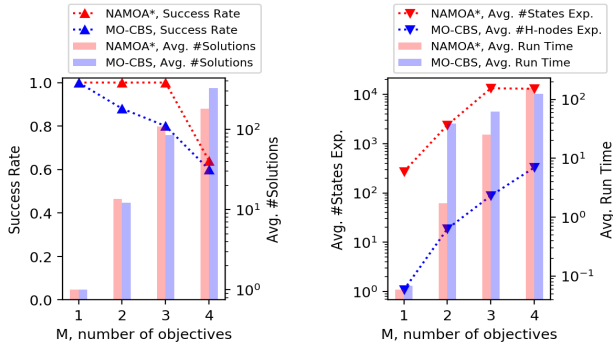 NAMOA*, Success Rate
MO-CBS, Success Rate
NAMOA*, Avg. #Solutions
MO-CBS, Avg. #Solutions
1.0
0.8
0.6
0.4
0.2
0.0
Success Rate
10²
10¹
10⁰
Avg. #Solutions
1 2 3 4
M, number of objectives
NAMOA*, Avg. #States Exp.
MO-CBS, Avg. #H-nodes Exp.
NAMOA*, Avg. Run Time
MO-CBS, Avg. Run Time
10⁴
10³
10²
10¹
10⁰
Avg. #States Exp.
10²
10¹
10⁰
10⁻¹
Avg. Run Time
1 2 3 4
M, number of objectives